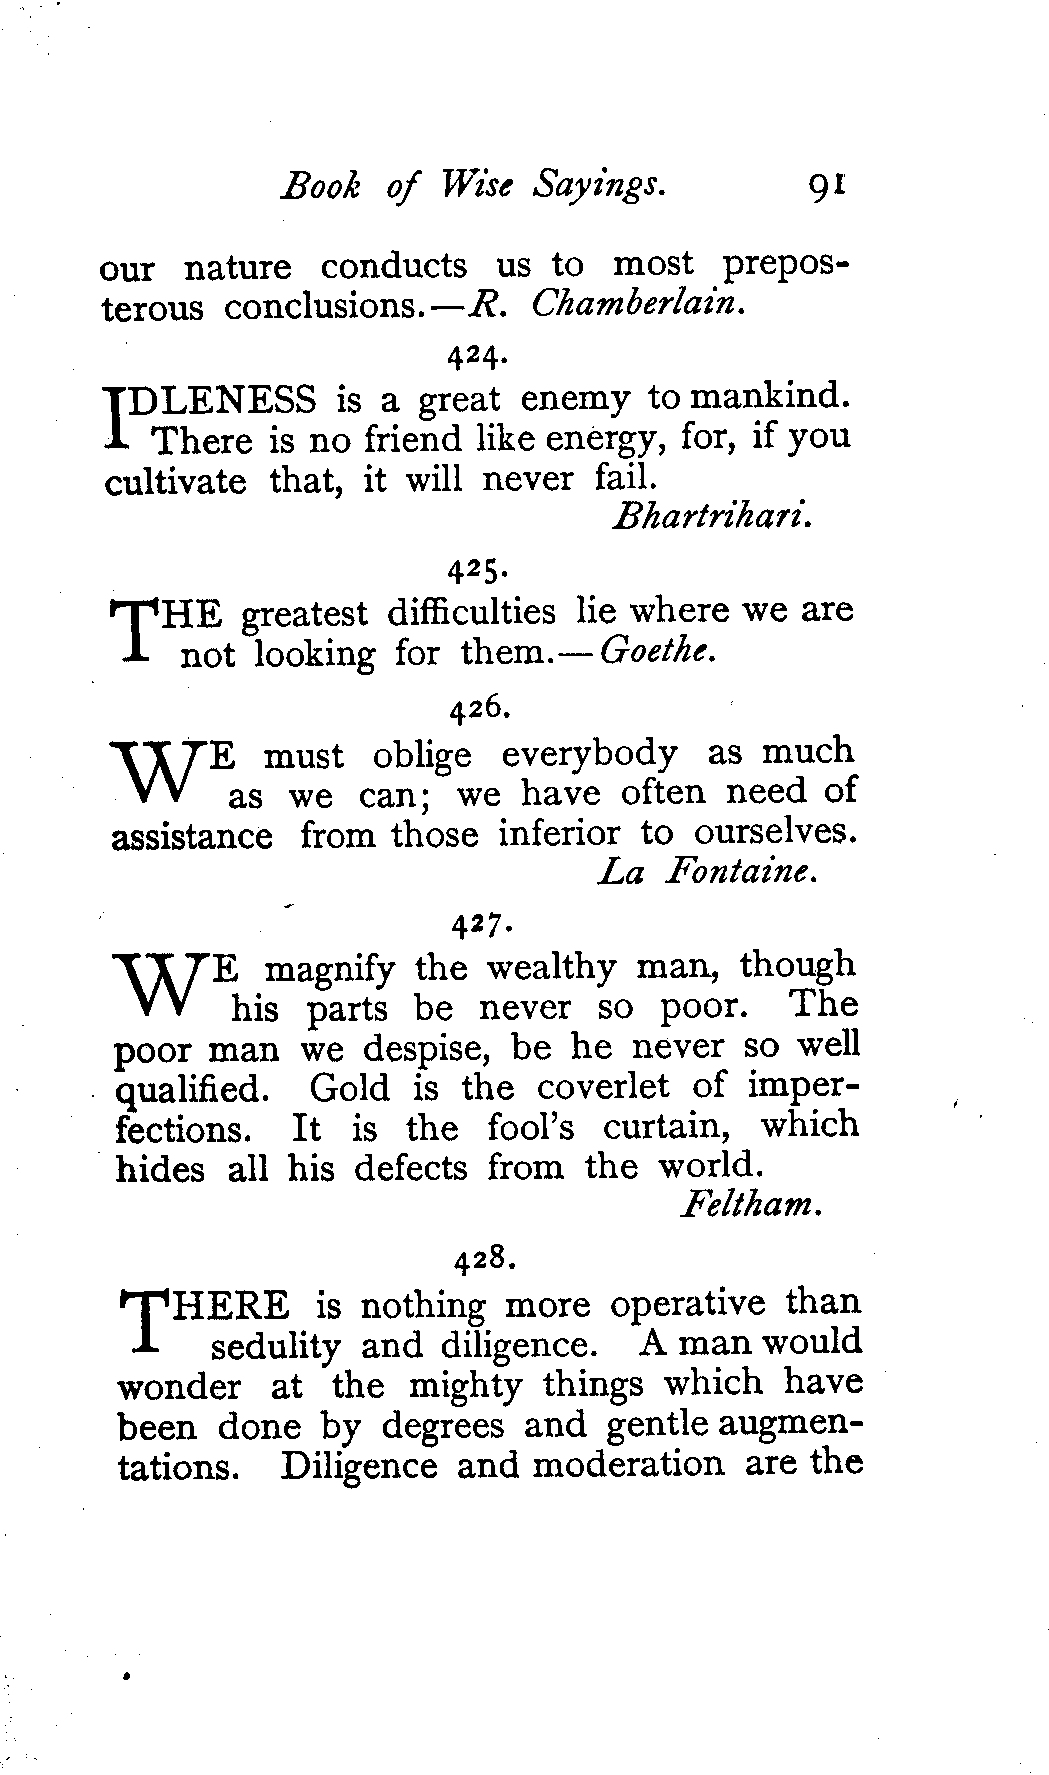 Book of Wise Sayings. 91
our nature conducts us to most prepos-
terous conclusions.—R. Chamberlain.
424.
IDLENESS is a great enemy to mankind.
There is no friend like energy, for, if you
cultivate that, it will never fail.
Bhartrihari.
425.
THE greatest difficulties lie where we are
not looking for them.—Goethe.
426.
WE must oblige everybody as much
as we can; we have often need of
assistance from those inferior to ourselves.
La Fontaine.
427.
WE magnify the wealthy man, though
his parts be never so poor. The
poor man we despise, be he never so well
qualified. Gold is the coverlet of imper-
fections. It is the fool's curtain, which
hides all his defects from the world.
Feltham.
428.
THERE is nothing more operative than
sedulity and diligence. A man would
wonder at the mighty things which have
been done by degrees and gentle augmen-
tations. Diligence and moderation are the